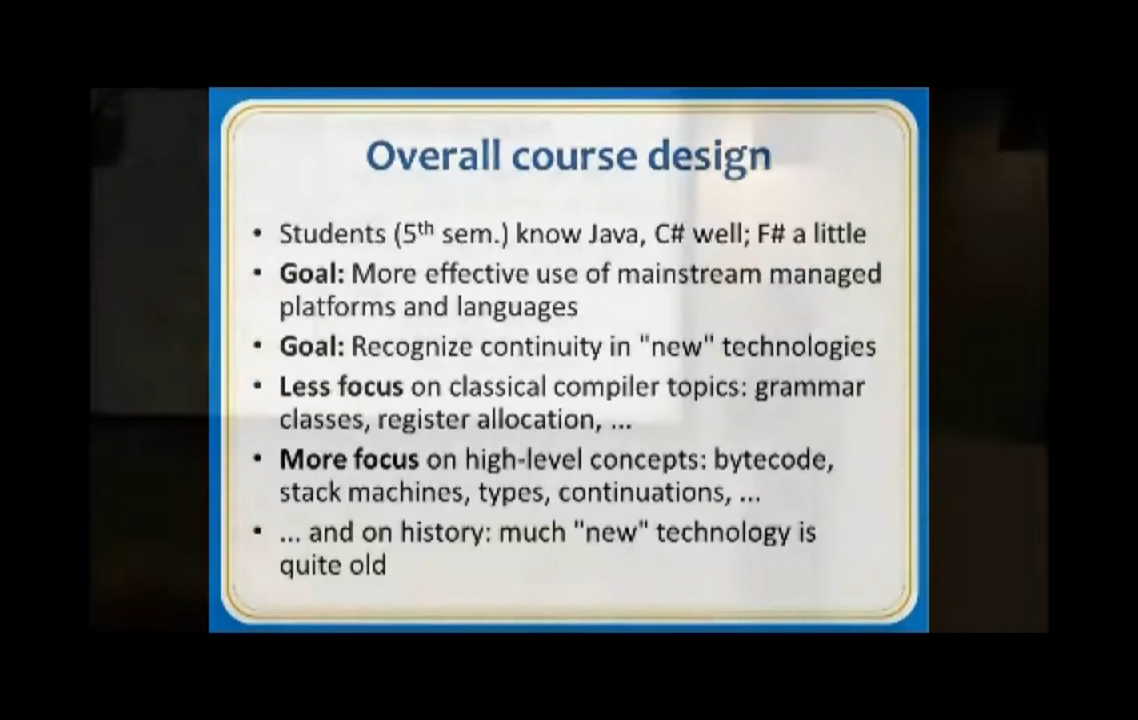 Overall course design
• Students (5th sem.) know Java, C# well; F# a little
• Goal: More effective use of mainstream managed
platforms and languages
• Goal: Recognize continuity in "new" technologies
• Less focus on classical compiler topics: grammar
classes, register allocation, ...
• More focus on high-level concepts: bytecode,
stack machines, types, continuations, ...
• ... and on history: much "new" technology is
quite old